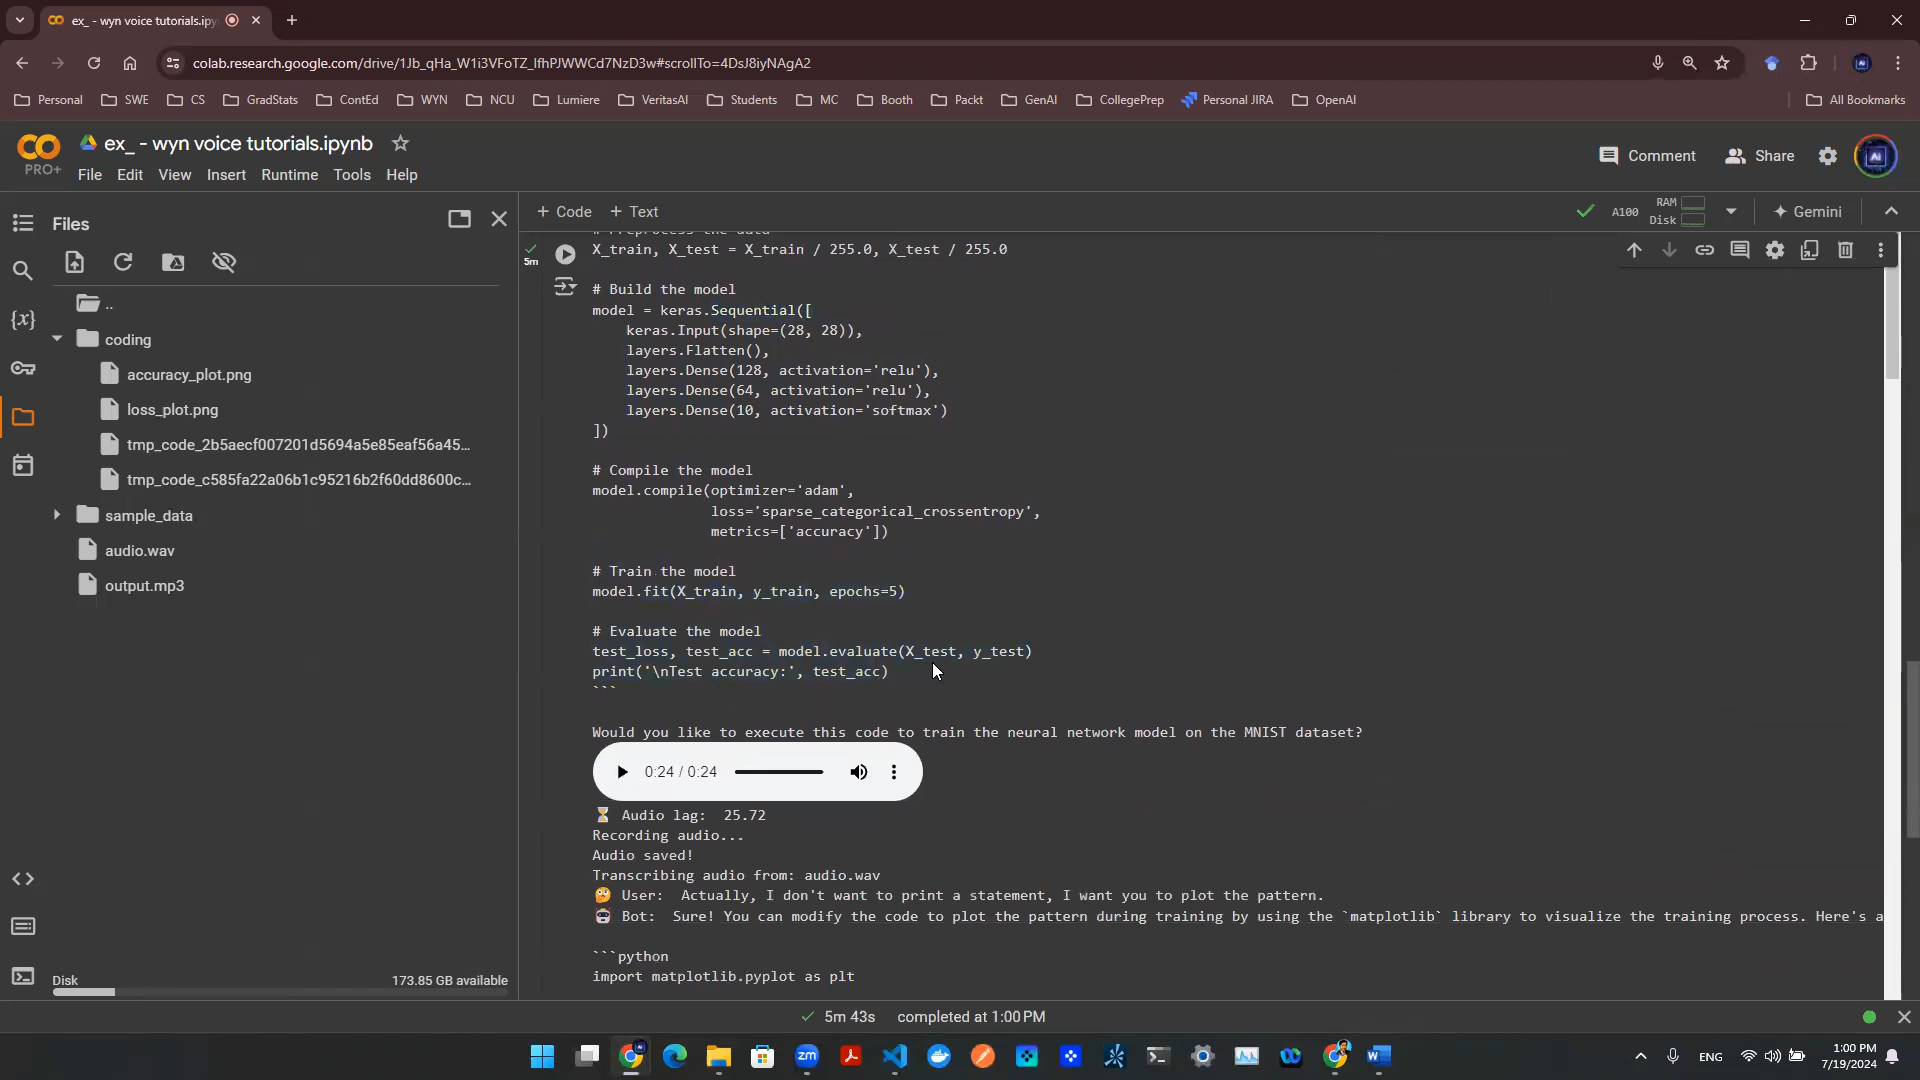 ex_ - wyn voice tutorials.ipy
colab.research.google.com/drive/1Jb_qHa_W1i3VFoTZ_IfhPJWWCd7NzD3w#scrollTo=4DsJ8iyNAgA2
Personal SWE CS GradStats ContEd WYN NCU Lumiere VeritasAI Students MC Booth Packt GenAI CollegePrep Personal JIRA OpenAI All Bookmarks
CO PRO+
ex_ - wyn voice tutorials.ipynb
File Edit View Insert Runtime Tools Help
Comment Share
Ai
Files
+ Code + Text
A100 RAM Disk Gemini
..
coding
accuracy_plot.png
loss_plot.png
tmp_code_2b5aecf007201d5694a5e85eaf56a45...
tmp_code_c585fa22a06b1c95216b2f60dd8600c...
sample_data
audio.wav
output.mp3
{x}
Disk 173.85 GB available
5m
# Preprocess the data
X_train, X_test = X_train / 255.0, X_test / 255.0
# Build the model
model = keras.Sequential([
keras.Input(shape=(28, 28)),
layers.Flatten(),
layers.Dense(128, activation='relu'),
layers.Dense(64, activation='relu'),
layers.Dense(10, activation='softmax')
])
# Compile the model
model.compile(optimizer='adam',
loss='sparse_categorical_crossentropy',
metrics=['accuracy'])
# Train the model
model.fit(X_train, y_train, epochs=5)
# Evaluate the model
test_loss, test_acc = model.evaluate(X_test, y_test)
print('\nTest accuracy:', test_acc)
```
Would you like to execute this code to train the neural network model on the MNIST dataset?
0:24 / 0:24
⏳ Audio lag: 25.72
Recording audio...
Audio saved!
Transcribing audio from: audio.wav
🤔 User: Actually, I don't want to print a statement, I want you to plot the pattern.
🤖 Bot: Sure! You can modify the code to plot the pattern during training by using the `matplotlib` library to visualize the training process. Here's a
```python
import matplotlib.pyplot as plt
✓ 5m 43s completed at 1:00 PM
zm
ENG
1:00 PM
7/19/2024